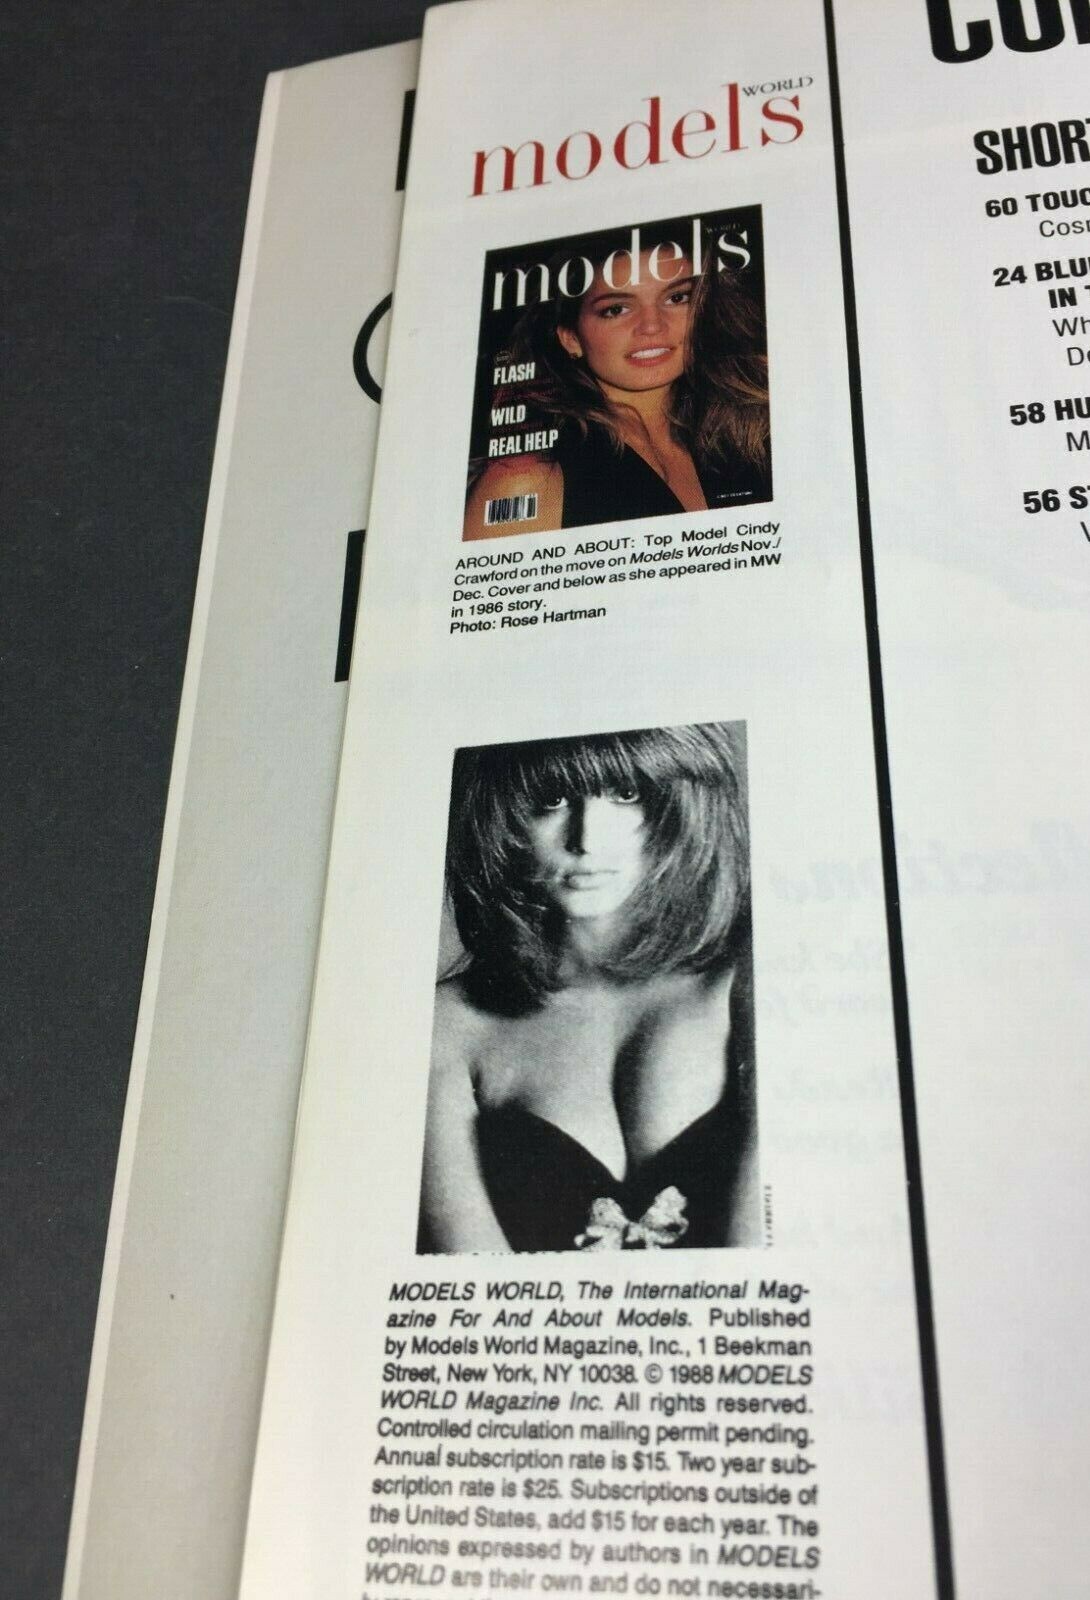 models
WORLD
models
WORLD
FLASH
WILD
REAL HELP
AROUND AND ABOUT: Top Model Cindy
Crawford on the move on Models Worlds Nov./
Dec. Cover and below as she appeared in MW
in 1986 story.
Photo: Rose Hartman
MODELS WORLD, The International Mag-
azine For And About Models. Published
by Models World Magazine, Inc., 1 Beekman
Street, New York, NY 10038. © 1988 MODELS
WORLD Magazine Inc. All rights reserved.
Controlled circulation mailing permit pending.
Annual subscription rate is $15. Two year sub-
scription rate is $25. Subscriptions outside of
the United States, add $15 for each year. The
opinions expressed by authors in MODELS
WORLD are their own and do not necessari-
SHORT
60 TOUC
Cosm
24 BLU
IN
Wh
De
58 HU
M
56 ST